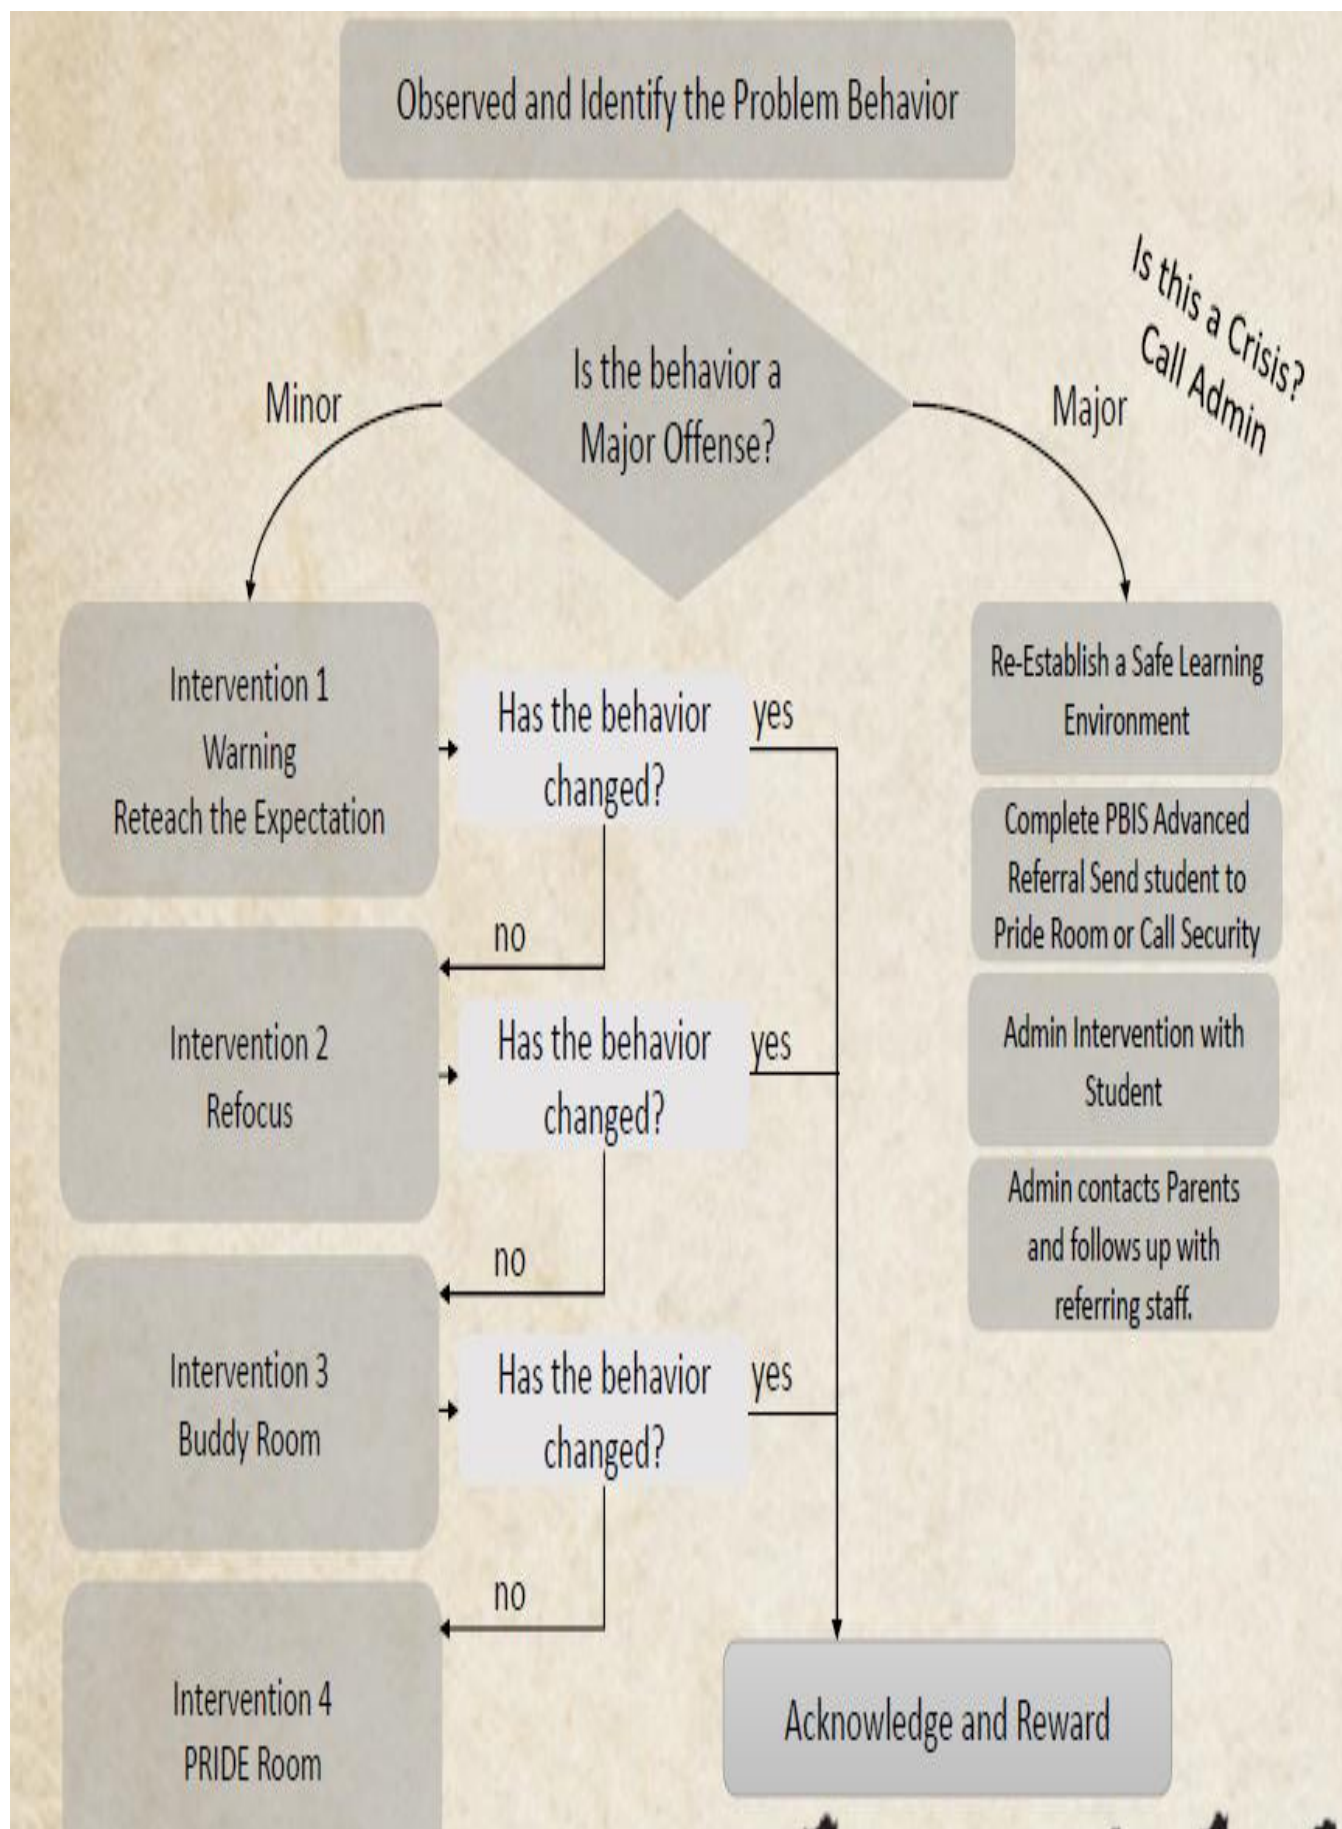 Observed and Identify the Problem Behavior
Is this a Crisis?
Call Admin
Is the behavior a
Major Offense?
Minor
Major
Intervention 1
Warning
Reteach the Expectation
Has the behavior
changed?
yes
no
Re-Establish a Safe Learning
Environment
Complete PBIS Advanced
Referral Send student to
Pride Room or Call Security
Intervention 2
Refocus
Has the behavior
changed?
yes
no
Admin Intervention with
Student
Admin contacts Parents
and follows up with
referring staff.
Intervention 3
Buddy Room
Has the behavior
changed?
yes
no
Intervention 4
PRIDE Room
Acknowledge and Reward